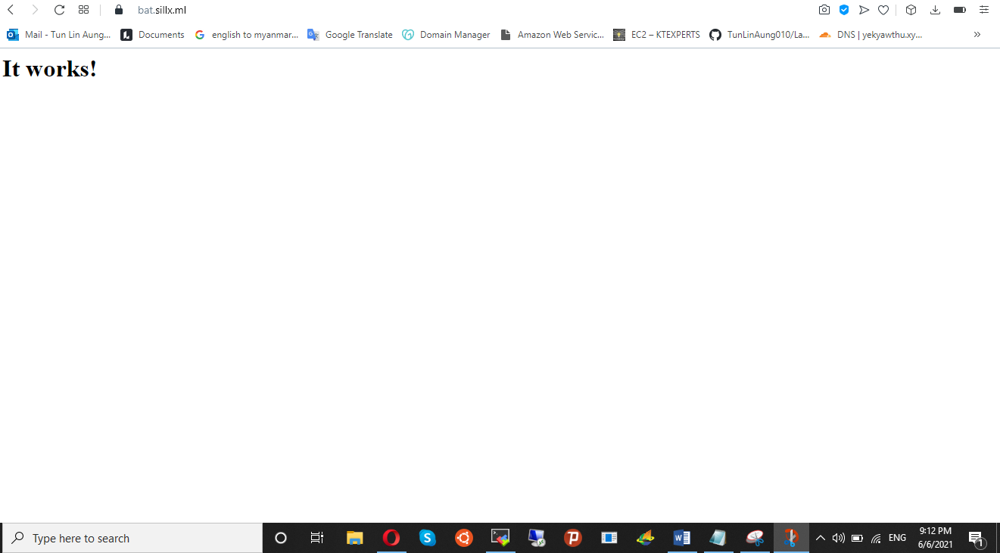 bat.sillx.ml
Mail - Tun Lin Aung... Documents english to myanmar... Google Translate Domain Manager Amazon Web Servic... EC2 – KTEXPERTS TunLinAung010/La... DNS | yekyawthu.xy...
It works!
Type here to search
ENG
9:12 PM
6/6/2021
1